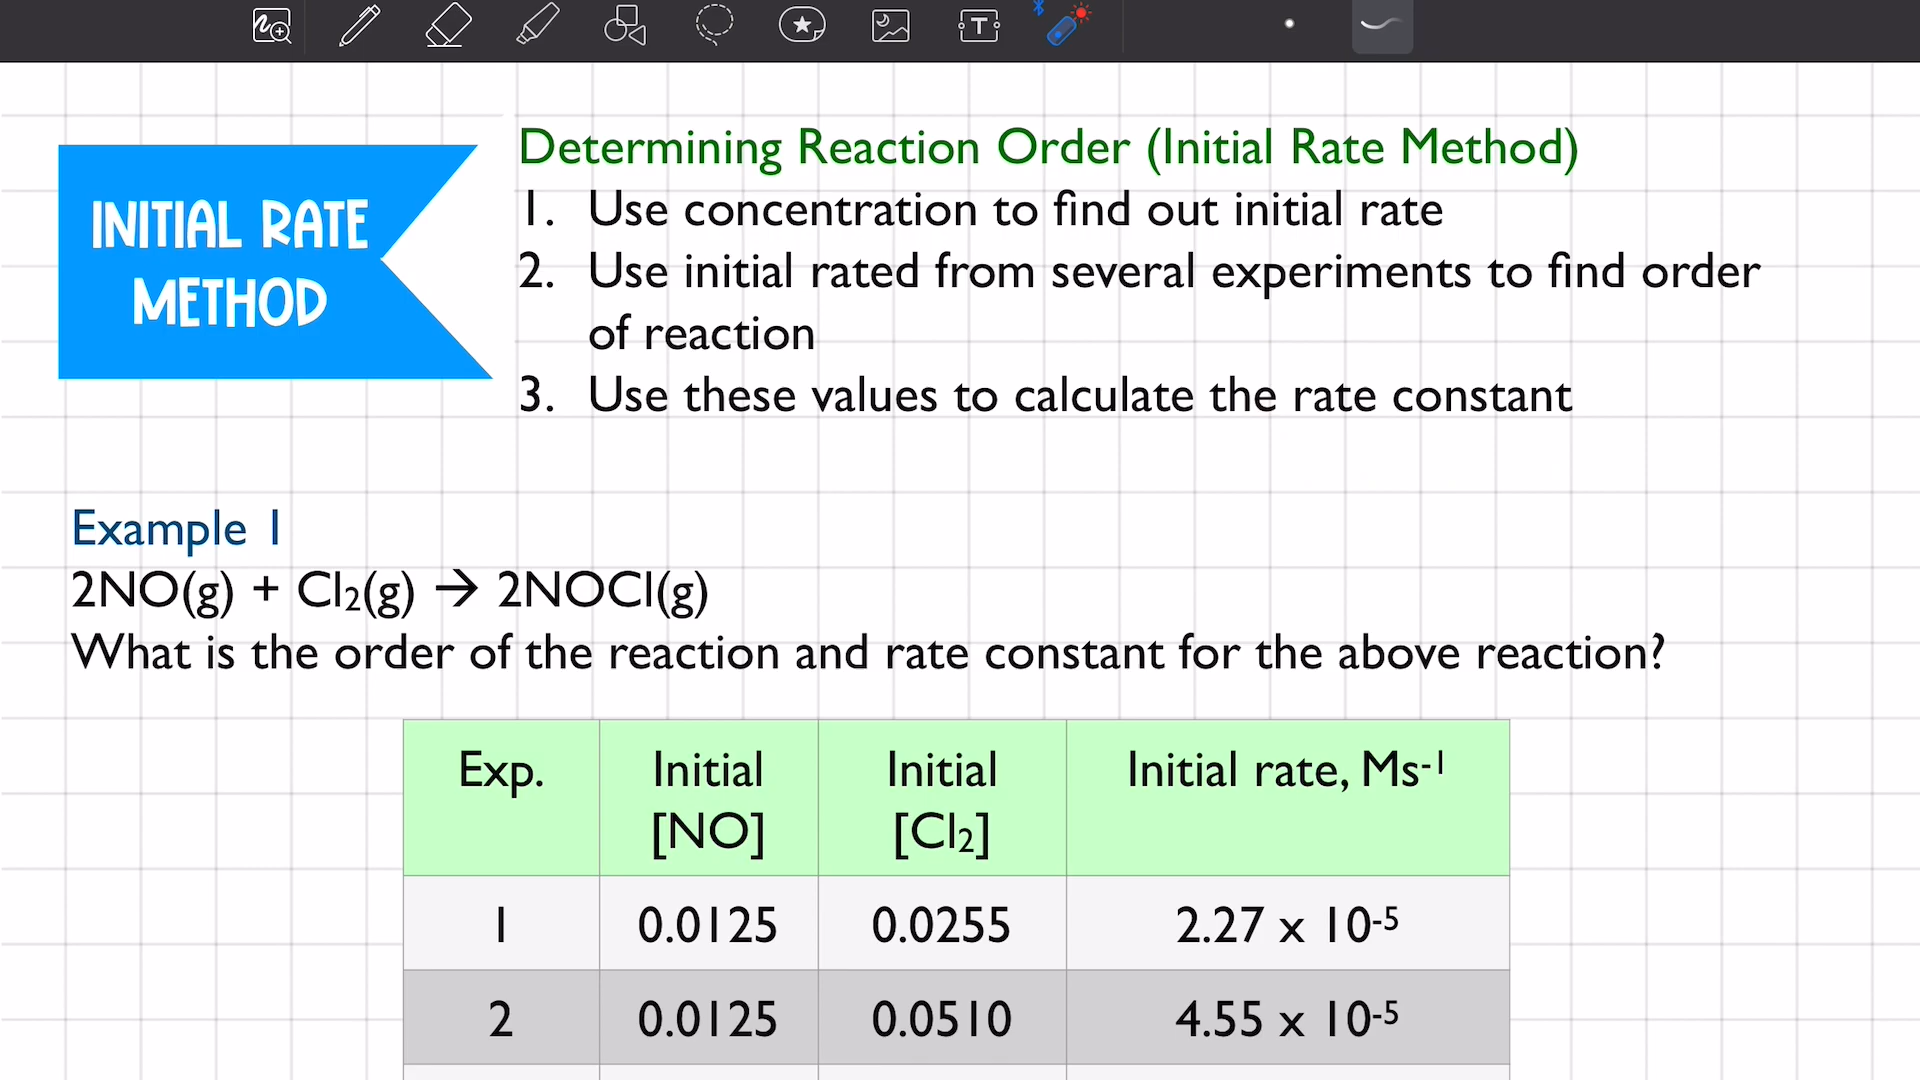 INITIAL RATE
METHOD
Determining Reaction Order (Initial Rate Method)
1. Use concentration to find out initial rate
2. Use initial rated from several experiments to find order
of reaction
3. Use these values to calculate the rate constant
Example 1
2NO(g) + Cl₂(g) → 2NOCl(g)
What is the order of the reaction and rate constant for the above reaction?
Exp. Initial [NO] Initial [Cl₂] Initial rate, Ms⁻¹
1 0.0125 0.0255 2.27 x 10⁻⁵
2 0.0125 0.0510 4.55 x 10⁻⁵